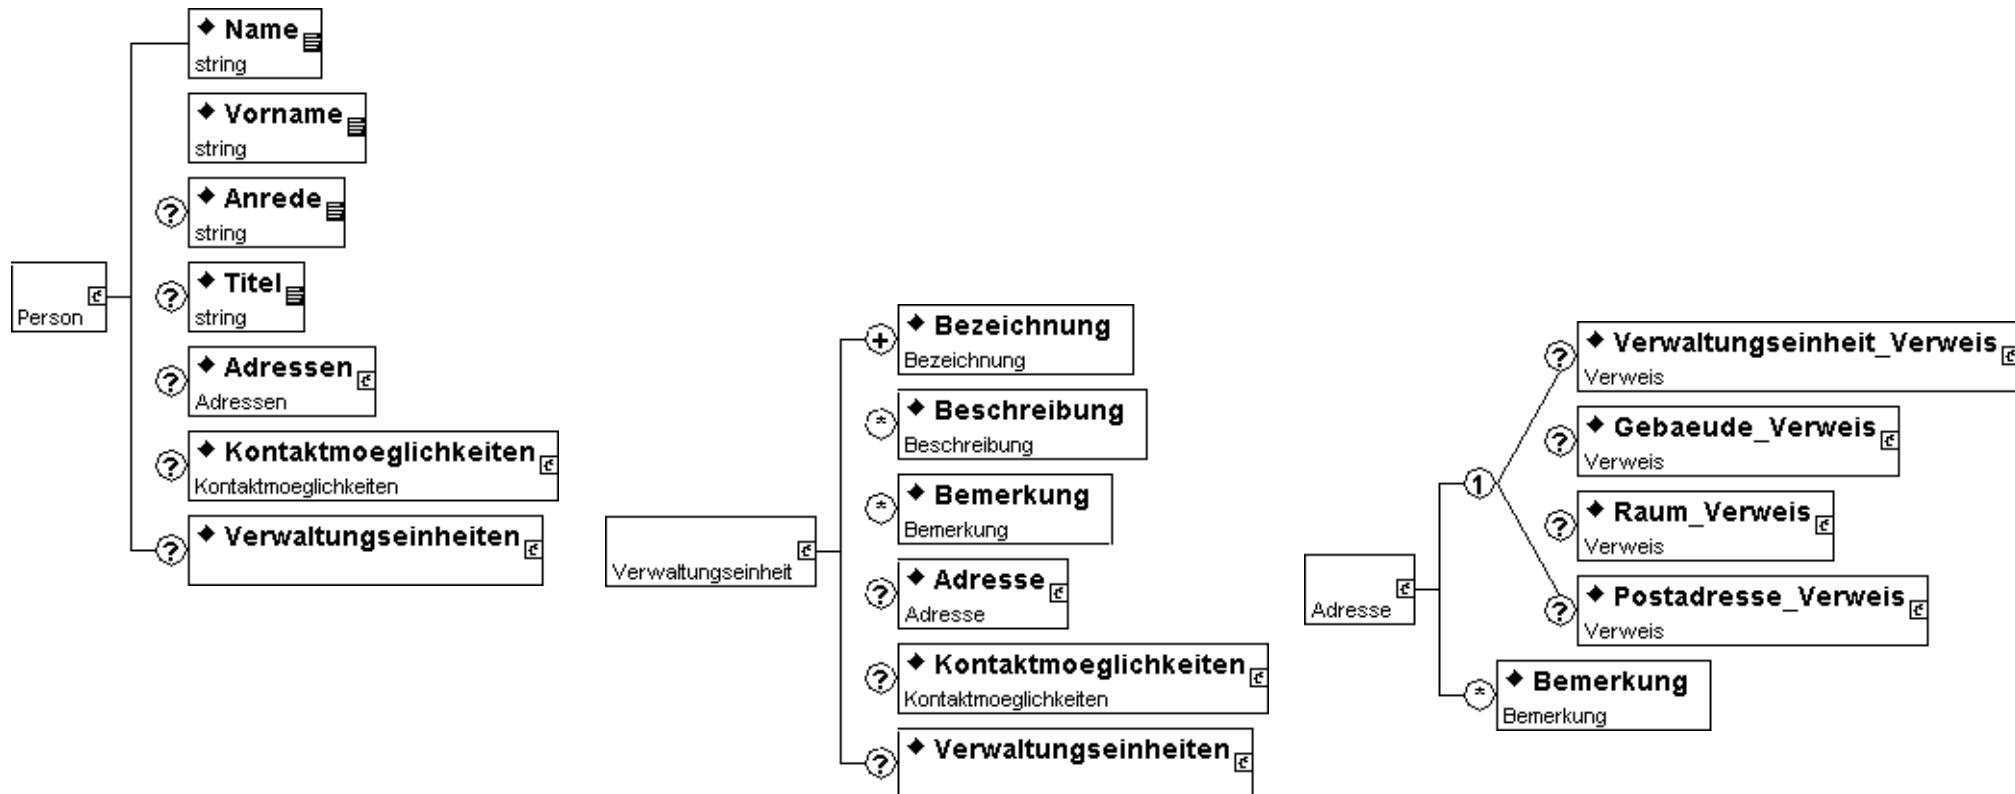 Person
Name
string
Vorname
string
?
Anrede
string
?
Titel
string
?
Adressen
Adressen
?
Kontaktmoeglichkeiten
Kontaktmoeglichkeiten
?
Verwaltungseinheiten
Verwaltungseinheit
+
Bezeichnung
Bezeichnung
*
Beschreibung
Beschreibung
*
Bemerkung
Bemerkung
?
Adresse
Adresse
?
Kontaktmoeglichkeiten
Kontaktmoeglichkeiten
?
Verwaltungseinheiten
Adresse
1
?
Verwaltungseinheit_Verweis
Verweis
?
Gebaeude_Verweis
Verweis
?
Raum_Verweis
Verweis
?
Postadresse_Verweis
Verweis
*
Bemerkung
Bemerkung